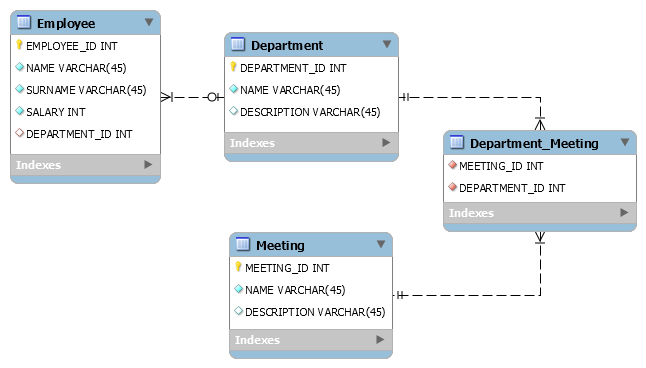 Employee
EMPLOYEE_ID INT
NAME VARCHAR(45)
SURNAME VARCHAR(45)
SALARY INT
DEPARTMENT_ID INT
Indexes
Department
DEPARTMENT_ID INT
NAME VARCHAR(45)
DESCRIPTION VARCHAR(45)
Indexes
Department_Meeting
MEETING_ID INT
DEPARTMENT_ID INT
Indexes
Meeting
MEETING_ID INT
NAME VARCHAR(45)
DESCRIPTION VARCHAR(45)
Indexes